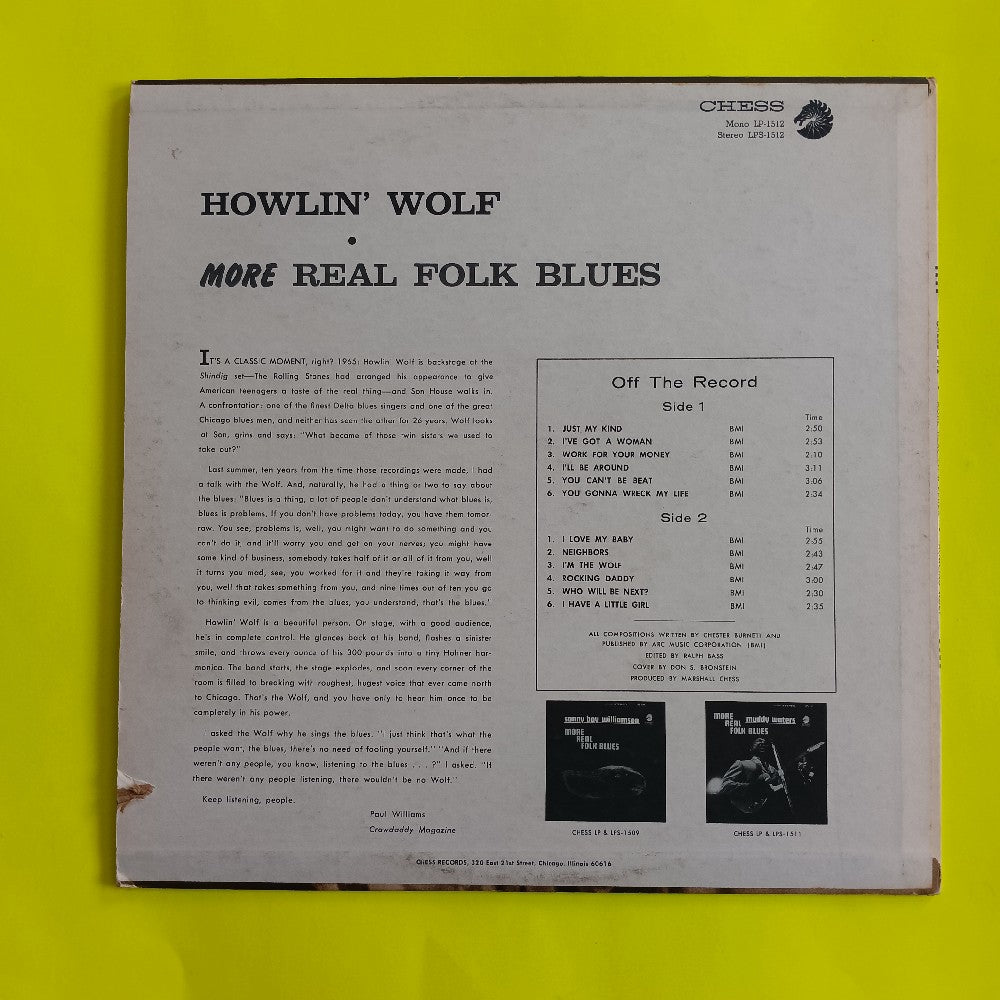 CHESS
Mono LP-1512
Stereo LPS-1512
HOWLIN' WOLF
•
MORE REAL FOLK BLUES
IT'S A CLASSIC MOMENT, right? 1965: Howlin' Wolf is backstage at the
Shindig set—The Rolling Stones had arranged his appearance to give
American teenagers a taste of the real thing—and Son House walks in.
A confrontation: one of the finest Delta blues singers and one of the great
Chicago blues men, and neither has seen the other for 26 years. Wolf looks
at Son, grins and says: "What became of those twin sisters we used to
take out?"
Last summer, ten years from the time those recordings were made, I had
a talk with the Wolf. And, naturally, he had a thing or two to say about
the blues: "Blues is a thing, a lot of people don't understand what blues is,
blues is problems. If you don't have problems today, you have them tomor-
row. You see, problems is, well, you might want to do something and you
can't do it, and it'll worry you and get on your nerves; you might have
some kind of business, somebody takes half of it or all of it from you, well
it turns you mad, see, you worked for it and they're taking it way from
you, well that takes something from you, and nine times out of ten you go
to thinking evil, comes from the blues, you understand, that's the blues."
Howlin' Wolf is a beautiful person. On stage, with a good audience,
he's in complete control. He glances back at his band, flashes a sinister
smile, and throws every ounce of his 300 pounds into a tiny Hohner har-
monica. The band starts, the stage explodes, and soon every corner of the
room is filled to breaking with roughest, hugest voice that ever came north
to Chicago. That's the Wolf, and you have only to hear him once to be
completely in his power.
asked the Wolf why he sings the blues. "I just think that's what the
people want, the blues, there's no need of fooling yourself." "And if there
weren't any people, you know, listening to the blues . . . ?" I asked. "If
there weren't any people listening, there wouldn't be no Wolf."
Keep listening, people.
Paul Williams
Crawdaddy Magazine
Off The Record
Side 1
Time
1. JUST MY KIND BMI 2:50
2. I'VE GOT A WOMAN BMI 2:53
3. WORK FOR YOUR MONEY BMI 2:10
4. I'LL BE AROUND BMI 3:11
5. YOU CAN'T BE BEAT BMI 3:06
6. YOU GONNA WRECK MY LIFE BMI 2:34
Side 2
Time
1. I LOVE MY BABY BMI 2:55
2. NEIGHBORS BMI 2:43
3. I'M THE WOLF BMI 2:47
4. ROCKING DADDY BMI 3:00
5. WHO WILL BE NEXT? BMI 2:30
6. I HAVE A LITTLE GIRL BMI 2:35
ALL COMPOSITIONS WRITTEN BY CHESTER BURNETT AND
PUBLISHED BY ARC MUSIC CORPORATION (BMI)
EDITED BY RALPH BASS
COVER BY DON S. BRONSTEIN
PRODUCED BY MARSHALL CHESS
sonny boy williamson
MORE
REAL
FOLK BLUES
CHESS LP & LPS-1509
MORE
REAL
FOLK BLUES
muddy waters
CHESS LP & LPS-1511
CHESS RECORDS, 320 East 21st Street, Chicago, Illinois 60616